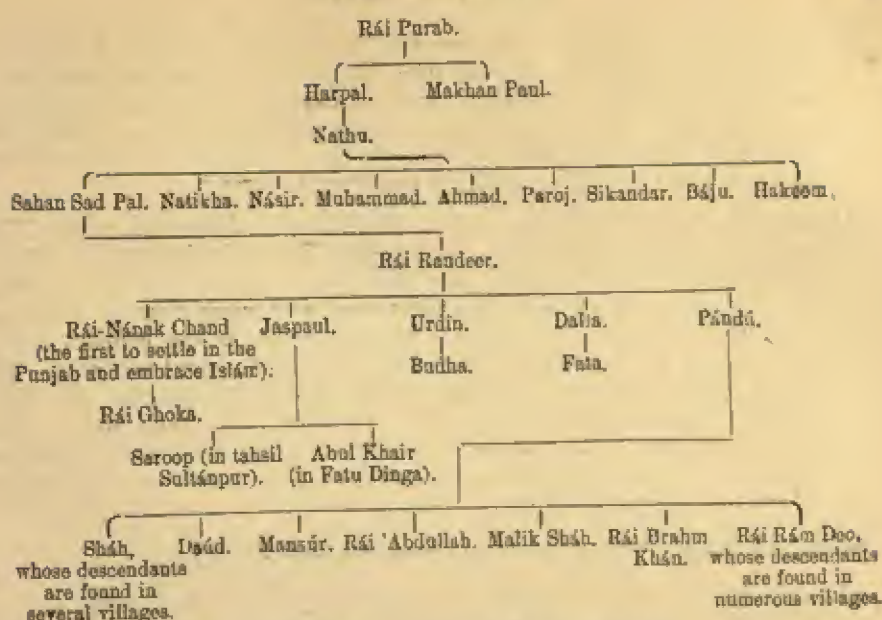 Rái Purab.
Harpal. Makhan Paul.
Nathu.
Sahan Sad Pal. Natikha. Násir. Muhammad. Ahmad. Paroj. Sikandar. Báju. Hakeem.
Rái Randeer.
Rái-Nának Chand
(the first to settle in the
Punjab and embrace Islám).
Jaspaul. Urdin. Dalla. Pándú.
Budha. Fata.
Rái Ghoka.
Saroop (in tahsil
Sultánpur).
Abul Khair
(in Fatu Dinga).
Sháh,
whose descendants
are found in
several villages.
Daúd. Mansúr. Rái 'Abdullah. Malik Sháh. Rái Brahm
Khán.
Rái Rám Deo,
whose descendants
are found in
numerous villages.